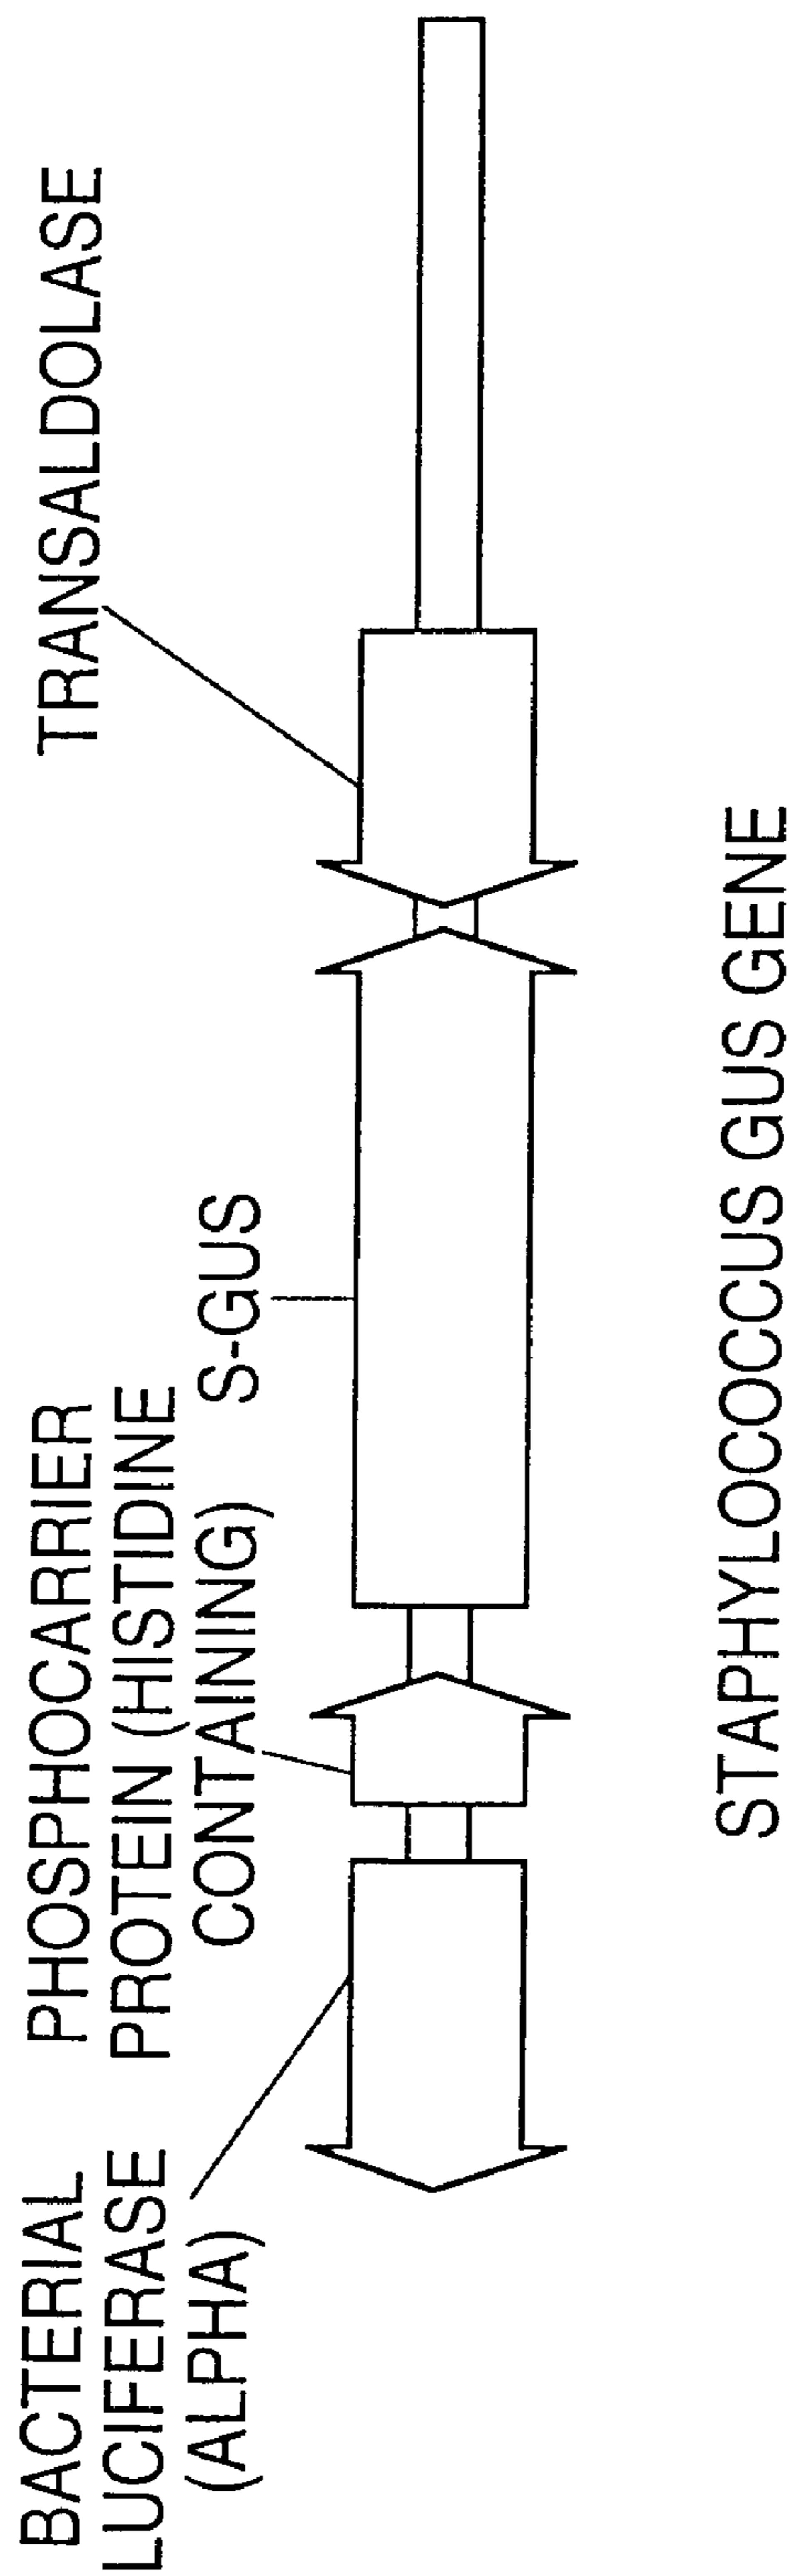 BACTERIAL
LUCIFERASE
(ALPHA)
PHOSPHOCARRIER
PROTEIN (HISTIDINE
CONTAINING)
S-GUS
TRANSALDOLASE
STAPHYLOCOCCUS GUS GENE